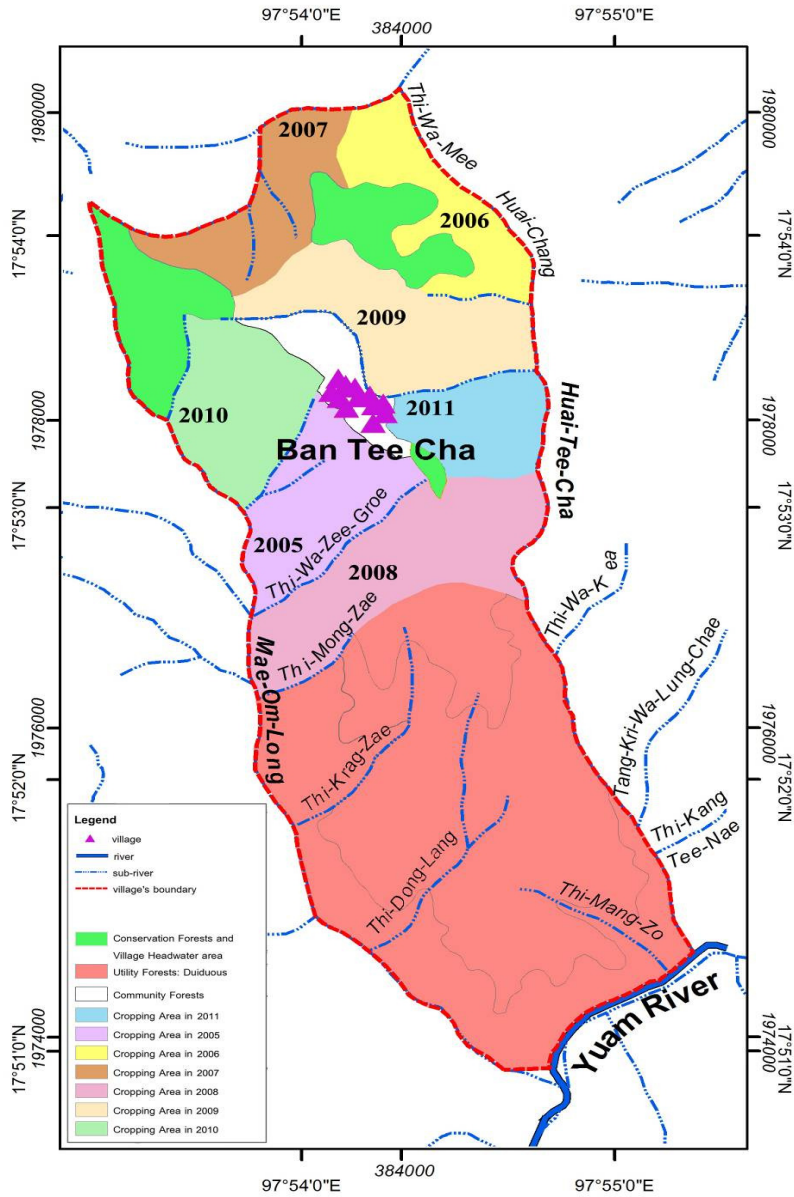 97°54'0"E
384000
97°55'0"E
1980000
1980000
17°54'0"N
17°54'0"N
1978000
1978000
17°53'0"N
17°53'0"N
1976000
1976000
17°52'0"N
17°52'0"N
1974000
1974000
17°51'0"N
17°51'0"N
2007
Thi-Wa-Mee
Huai-Chang
2006
2009
2010
2011
Ban Tee Cha
Huai-Tee-Cha
2005
Thi-Wa-Zee-Groe
2008
Thi-Wa-K ea
Thi-Mong-Zae
Mae-Om-Long
Tang-Kri-Wa-Lung-Chae
Thi-Krag-Zae
Thi-Kang
Tee-Nae
Thi-Dong-Lang
Thi-Mang-Zo
Yuam River
Legend
village
river
sub-river
village's boundary
Conservation Forests and
Village Headwater area
Utility Forests: Duiduous
Community Forests
Cropping Area in 2011
Cropping Area in 2005
Cropping Area in 2006
Cropping Area in 2007
Cropping Area in 2008
Cropping Area in 2009
Cropping Area in 2010
97°54'0"E
384000
97°55'0"E